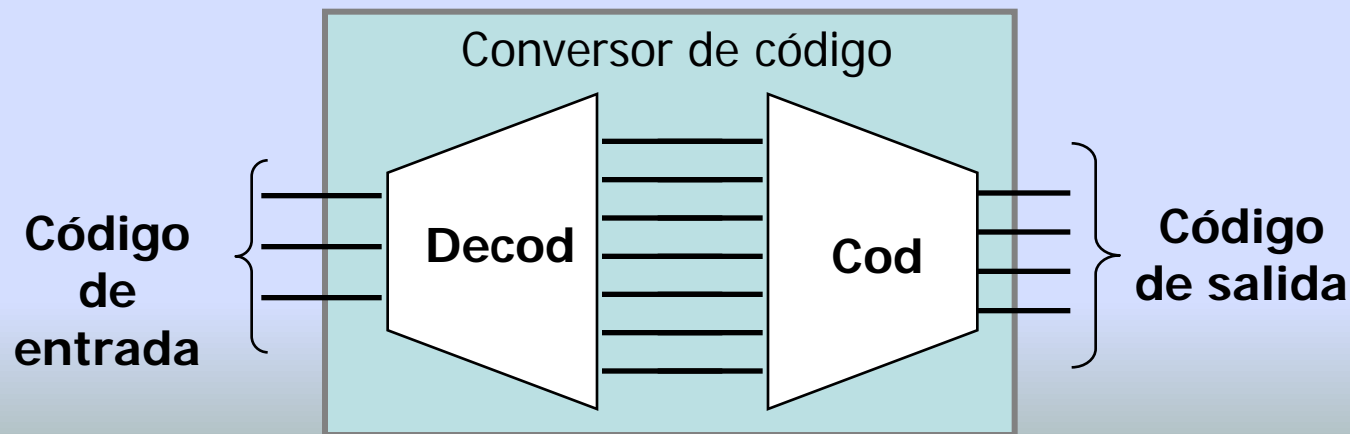 Conversor de código
Código
de
entrada
Decod
Cod
Código
de salida